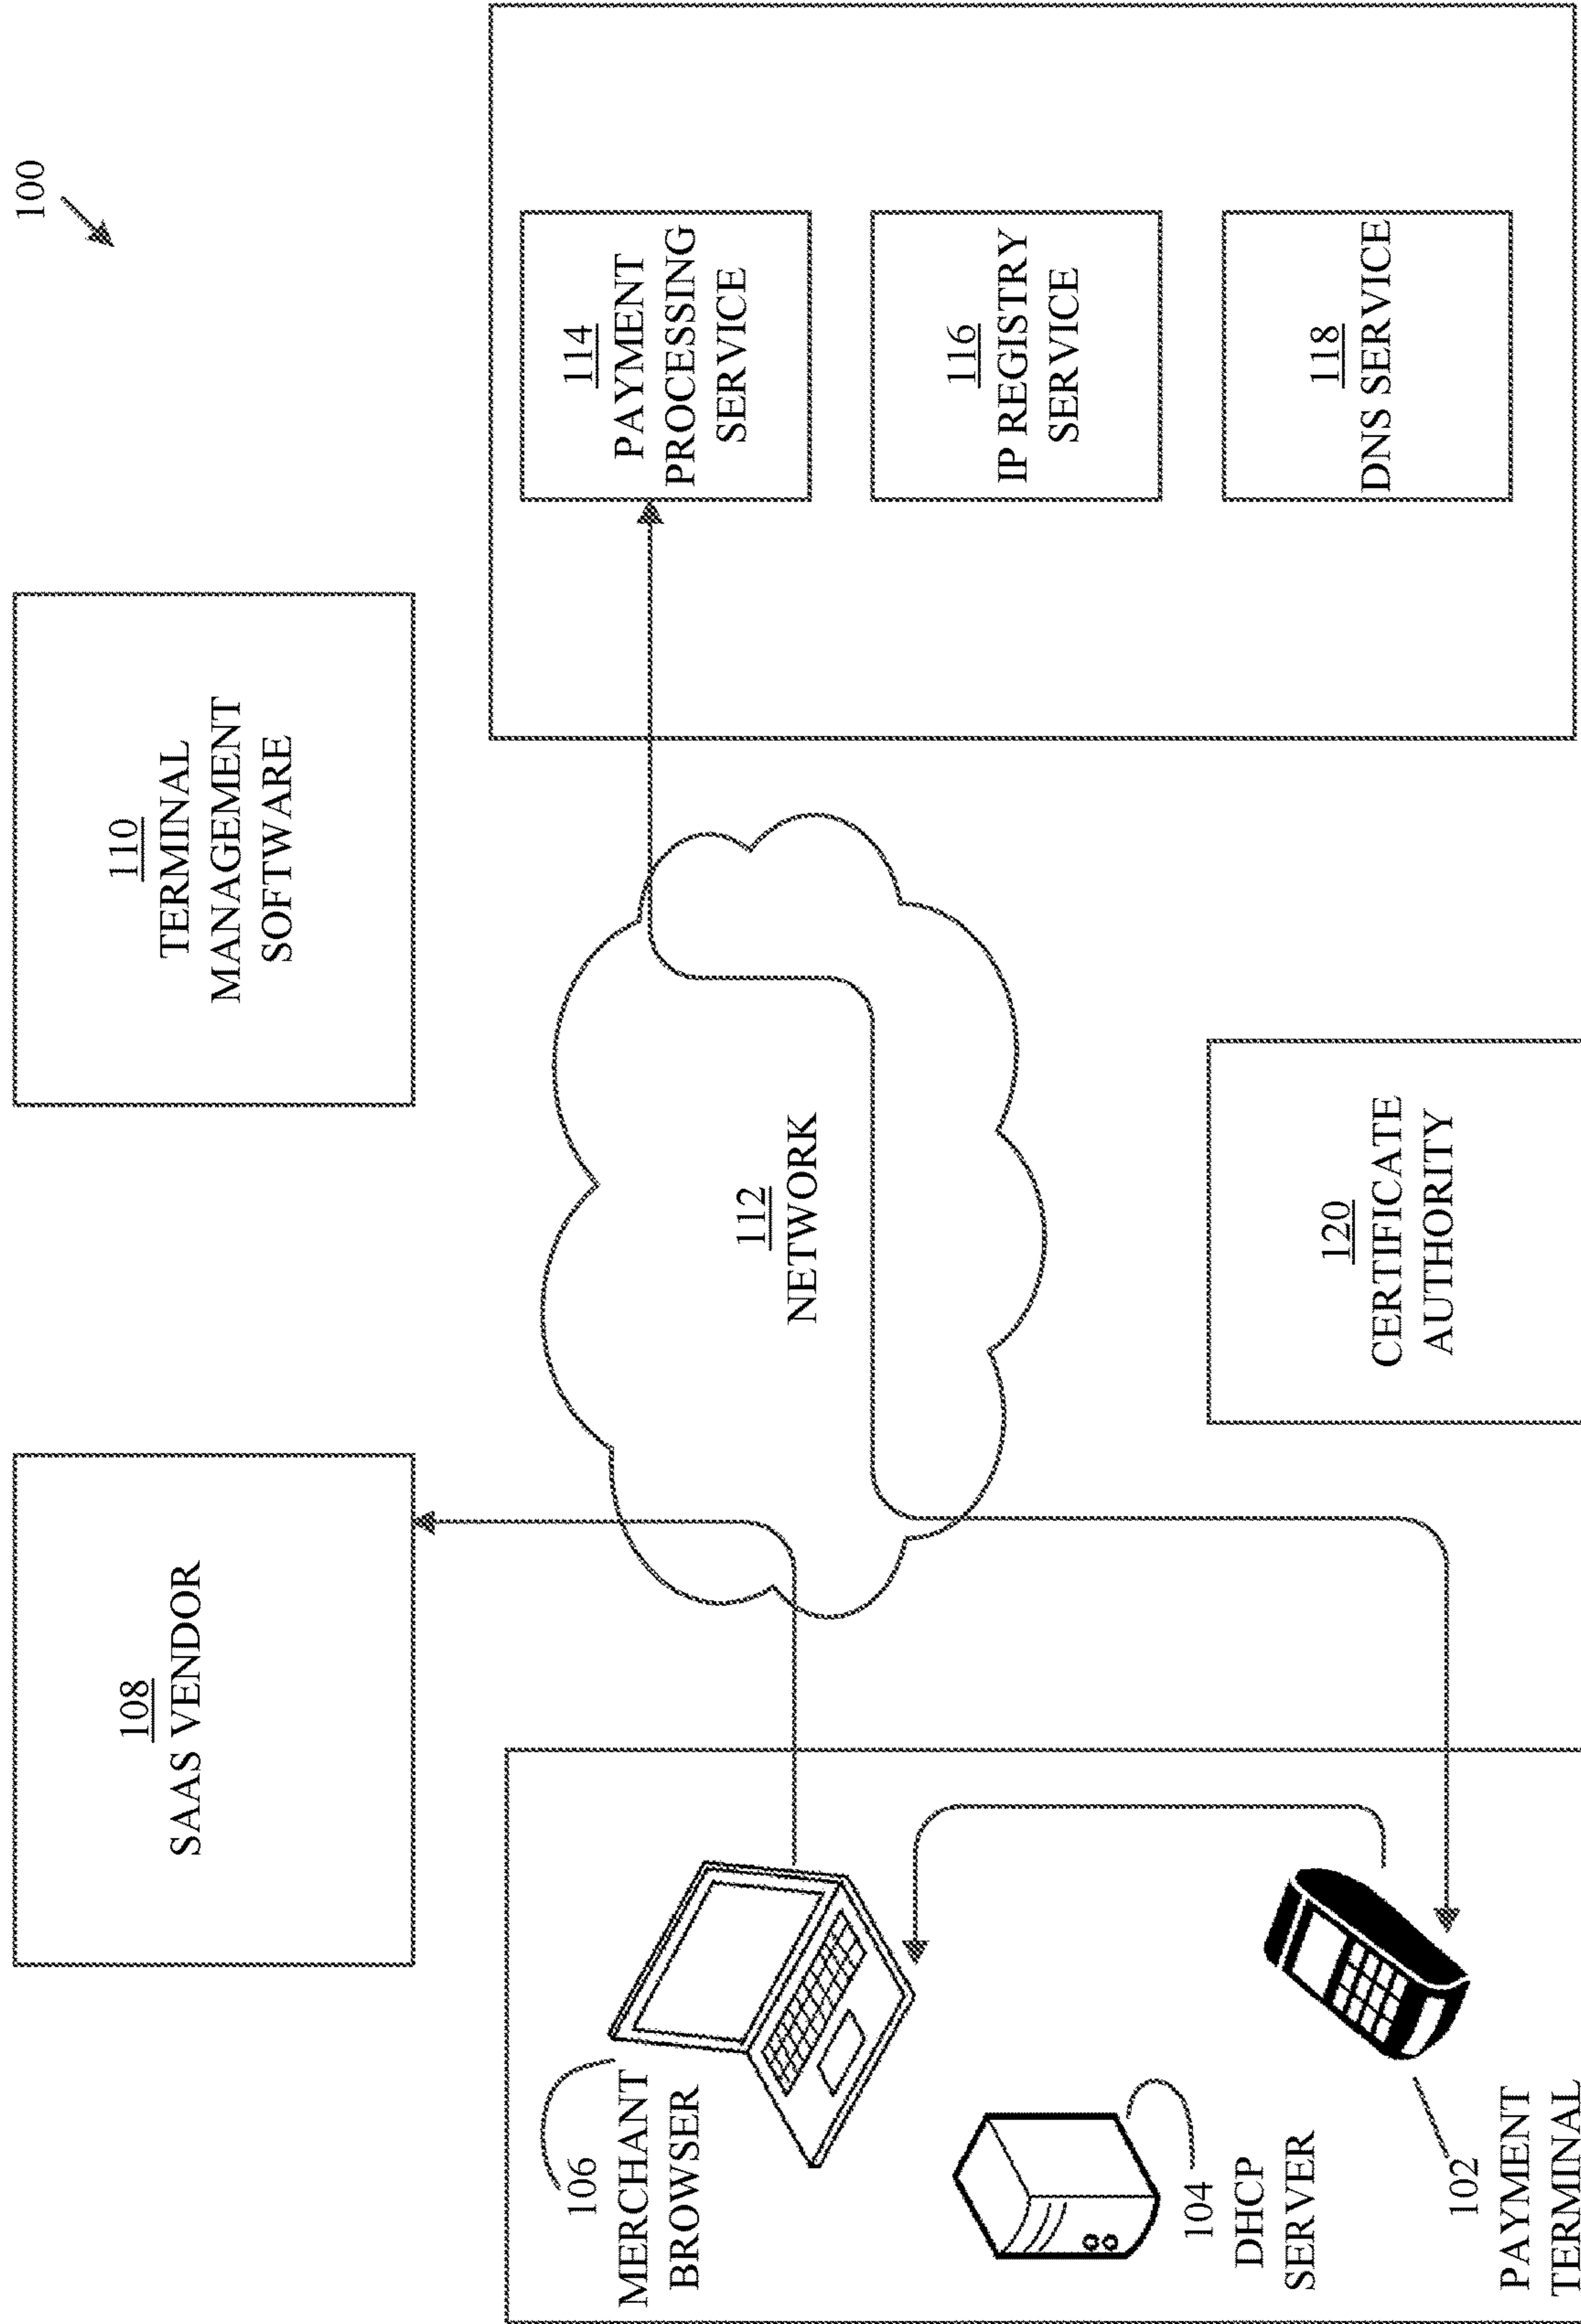 100
108
SAAS VENDOR
110
TERMINAL
MANAGEMENT
SOFTWARE
106
MERCHANT
BROWSER
104
DHCP
SERVER
102
PAYMENT
TERMINAL
112
NETWORK
120
CERTIFICATE
AUTHORITY
114
PAYMENT
PROCESSING
SERVICE
116
IP REGISTRY
SERVICE
118
DNS SERVICE